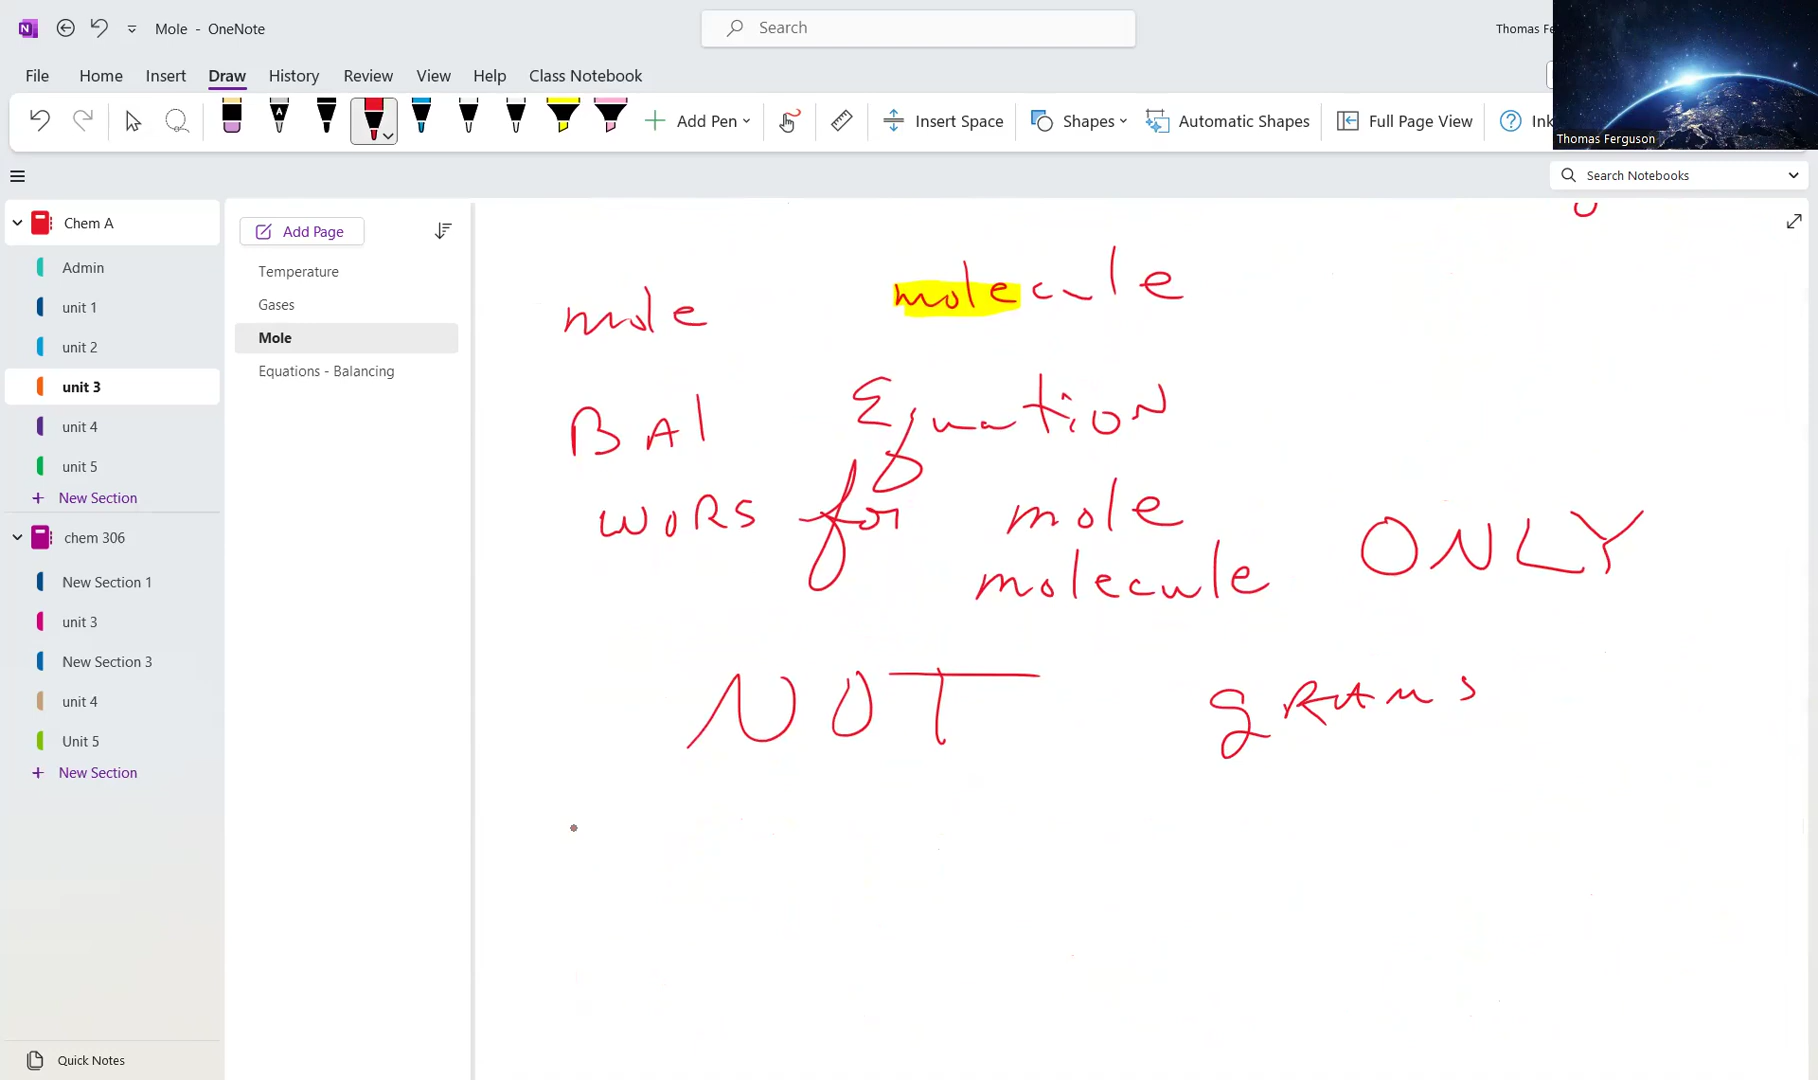 Mole - OneNote
Search
Thomas Fe
File Home Insert Draw History Review View Help Class Notebook
Add Pen
Insert Space
Shapes
Automatic Shapes
Full Page View
Ink
Thomas Ferguson
Search Notebooks
Chem A
Admin
unit 1
unit 2
unit 3
unit 4
unit 5
New Section
chem 306
New Section 1
unit 3
New Section 3
unit 4
Unit 5
New Section
Quick Notes
Add Page
Temperature
Gases
Mole
Equations - Balancing
mole molecule
BAl Equation
WORS for mole
molecule ONLY
NOT gRAms